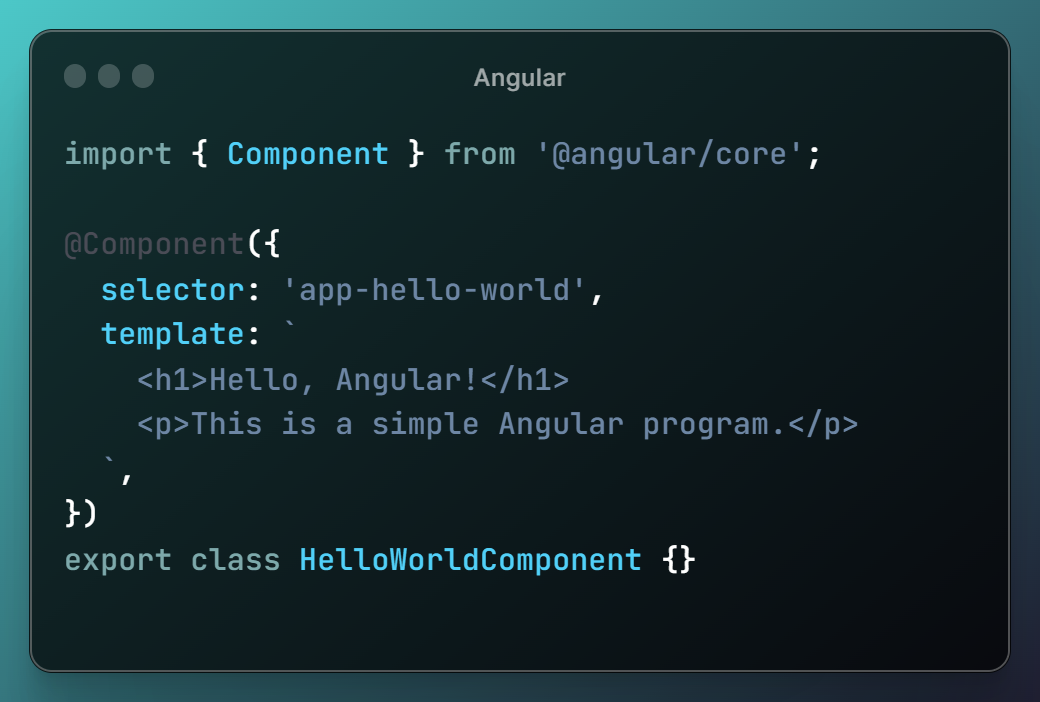 Angular
import { Component } from '@angular/core';
@Component({
  selector: 'app-hello-world',
  template: `
    <h1>Hello, Angular!</h1>
    <p>This is a simple Angular program.</p>
  `,
})
export class HelloWorldComponent {}